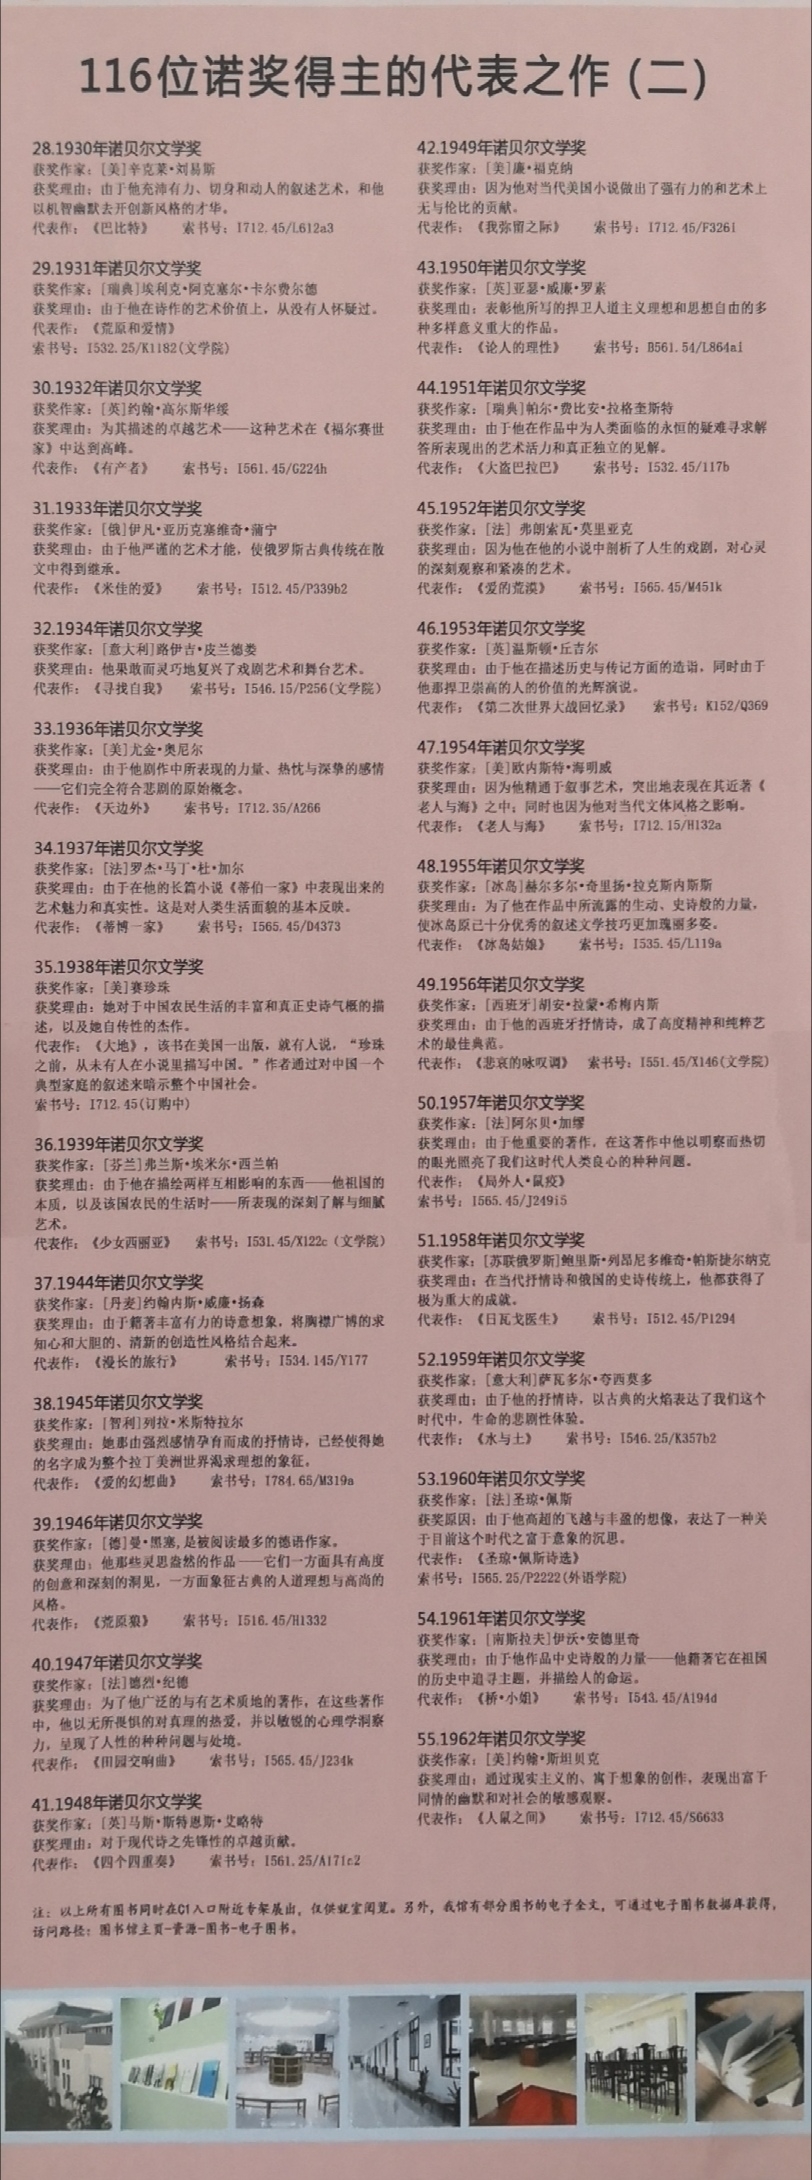 116位诺奖得主的代表之作（二）
28.1930年诺贝尔文学奖
获奖作家：[美]辛克莱•刘易斯
获奖理由：由于他充沛有力、切身和动人的叙述艺术，和他
以机智幽默去开创新风格的才华。
代表作：《巴比特》 索书号：I712.45/L612a3
29.1931年诺贝尔文学奖
获奖作家：[瑞典]埃利克•阿克塞尔•卡尔费尔德
获奖理由：由于他在诗作的艺术价值上，从没有人怀疑过。
代表作：《荒原和爱情》
索书号：I532.25/K1182(文学院)
30.1932年诺贝尔文学奖
获奖作家：[英]约翰•高尔斯华绥
获奖理由：为其描述的卓越艺术——这种艺术在《福尔赛世
家》中达到高峰。
代表作：《有产者》 索书号：I561.45/G224h
31.1933年诺贝尔文学奖
获奖作家：[俄]伊凡•亚历克塞维奇•蒲宁
获奖理由：由于他严谨的艺术才能，使俄罗斯古典传统在散
文中得到继承。
代表作：《米佳的爱》 索书号：I512.45/P339b2
32.1934年诺贝尔文学奖
获奖作家：[意大利]路伊吉•皮兰德娄
获奖理由：他果敢而灵巧地复兴了戏剧艺术和舞台艺术。
代表作：《寻找自我》 索书号：I546.15/P256(文学院)
33.1936年诺贝尔文学奖
获奖作家：[美]尤金•奥尼尔
获奖理由：由于他剧作中所表现的力量、热忱与深挚的感情
——它们完全符合悲剧的原始概念。
代表作：《天边外》 索书号：I712.35/A266
34.1937年诺贝尔文学奖
获奖作家：[法]罗杰•马丁•杜•加尔
获奖理由：由于在他的长篇小说《蒂伯一家》中表现出来的
艺术魅力和真实性。这是对人类生活面貌的基本反映。
代表作：《蒂博一家》 索书号：I565.45/D4373
35.1938年诺贝尔文学奖
获奖作家：[美]赛珍珠
获奖理由：她对于中国农民生活的丰富和真正史诗气概的描
述，以及她自传性的杰作。
代表作：《大地》，该书在美国一出版，就有人说，“珍珠
之前，从未有人在小说里描写中国。”作者通过对中国一个
典型家庭的叙述来暗示整个中国社会。
索书号：I712.45(订购中)
36.1939年诺贝尔文学奖
获奖作家：[芬兰]弗兰斯•埃米尔•西兰帕
获奖理由：由于他在描绘两样互相影响的东西——他祖国的
本质，以及该国农民的生活时——所表现的深刻了解与细腻
艺术。
代表作：《少女西丽亚》 索书号：I531.45/X122c（文学院）
37.1944年诺贝尔文学奖
获奖作家：[丹麦]约翰内斯•威廉•扬森
获奖理由：由于籍著丰富有力的诗意想象，将胸襟广博的求
知心和大胆的、清新的创造性风格结合起来。
代表作：《漫长的旅行》 索书号：I534.145/Y177
38.1945年诺贝尔文学奖
获奖作家：[智利]列拉•米斯特拉尔
获奖理由：她那由强烈感情孕育而成的抒情诗，已经使得她
的名字成为整个拉丁美洲世界渴求理想的象征。
代表作：《爱的幻想曲》 索书号：I784.65/M319a
39.1946年诺贝尔文学奖
获奖作家：[德]曼•黑塞,是被阅读最多的德语作家。
获奖理由：他那些灵思盎然的作品——它们一方面具有高度
的创意和深刻的洞见，一方面象征古典的人道理想与高尚的
风格。
代表作：《荒原狼》 索书号：I516.45/H1332
40.1947年诺贝尔文学奖
获奖作家：[法]德烈•纪德
获奖理由：为了他广泛的与有艺术质地的著作，在这些著作
中，他以无所畏惧的对真理的热爱，并以敏锐的心理学洞察
力，呈现了人性的种种问题与处境。
代表作：《田园交响曲》 索书号：I565.45/J234k
41.1948年诺贝尔文学奖
获奖作家：[英]马斯•斯特恩斯•艾略特
获奖理由：对于现代诗之先锋性的卓越贡献。
代表作：《四个四重奏》 索书号：I561.25/A171c2
42.1949年诺贝尔文学奖
获奖作家：[美]廉•福克纳
获奖理由：因为他对当代美国小说做出了强有力的和艺术上
无与伦比的贡献。
代表作：《我弥留之际》 索书号：I712.45/F326l
43.1950年诺贝尔文学奖
获奖作家：[英]亚瑟•威廉•罗素
获奖理由：表彰他所写的捍卫人道主义理想和思想自由的多
种多样意义重大的作品。
代表作：《论人的理性》 索书号：B561.54/L864ai
44.1951年诺贝尔文学奖
获奖作家：[瑞典]帕尔•费比安•拉格奎斯特
获奖理由：由于他在作品中为人类面临的永恒的疑难寻求解
答所表现出的艺术活力和真正独立的见解。
代表作：《大盗巴拉巴》 索书号：I532.45/117b
45.1952年诺贝尔文学奖
获奖作家：[法] 弗朗索瓦•莫里亚克
获奖理由：因为他在他的小说中剖析了人生的戏剧，对心灵
的深刻观察和紧凑的艺术。
代表作：《爱的荒漠》 索书号：I565.45/M451k
46.1953年诺贝尔文学奖
获奖作家：[英]温斯顿•丘吉尔
获奖理由：由于他在描述历史与传记方面的造诣，同时由于
他那捍卫崇高的人的价值的光辉演说。
代表作：《第二次世界大战回忆录》 索书号：K152/Q369
47.1954年诺贝尔文学奖
获奖作家：[美]欧内斯特•海明威
获奖理由：因为他精通于叙事艺术，突出地表现在其近著《
老人与海》之中；同时也因为他对当代文体风格之影响。
代表作：《老人与海》 索书号：I712.15/H132a
48.1955年诺贝尔文学奖
获奖作家：[冰岛]赫尔多尔•奇里扬•拉克斯内斯斯
获奖理由：为了他在作品中所流露的生动、史诗般的力量，
使冰岛原已十分优秀的叙述文学技巧更加瑰丽多姿。
代表作：《冰岛姑娘》 索书号：I535.45/L119a
49.1956年诺贝尔文学奖
获奖作家：[西班牙]胡安•拉蒙•希梅内斯
获奖理由：由于他的西班牙抒情诗，成了高度精神和纯粹艺
术的最佳典范。
代表作：《悲哀的咏叹调》 索书号：I551.45/X146(文学院)
50.1957年诺贝尔文学奖
获奖作家：[法]阿尔贝•加缪
获奖理由：由于他重要的著作，在这著作中他以明察而热切
的眼光照亮了我们这时代人类良心的种种问题。
代表作：《局外人•鼠疫》
索书号：I565.45/J249i5
51.1958年诺贝尔文学奖
获奖作家：[苏联俄罗斯]鲍里斯•列昂尼多维奇•帕斯捷尔纳克
获奖理由：在当代抒情诗和俄国的史诗传统上，他都获得了
极为重大的成就。
代表作：《日瓦戈医生》 索书号：I512.45/P1294
52.1959年诺贝尔文学奖
获奖作家：[意大利]萨瓦多尔•夸西莫多
获奖理由：由于他的抒情诗，以古典的火焰表达了我们这个
时代中，生命的悲剧性体验。
代表作：《水与土》 索书号：I546.25/K357b2
53.1960年诺贝尔文学奖
获奖作家：[法]圣琼•佩斯
获奖原因：由于他高超的飞越与丰盈的想像，表达了一种关
于目前这个时代之富于意象的沉思。
代表作：《圣琼•佩斯诗选》
索书号：I565.25/P2222(外语学院)
54.1961年诺贝尔文学奖
获奖作家：[南斯拉夫]伊沃•安德里奇
获奖理由：由于他作品中史诗般的力量——他籍著它在祖国
的历史中追寻主题，并描绘人的命运。
代表作：《桥•小姐》 索书号：I543.45/A194d
55.1962年诺贝尔文学奖
获奖作家：[美]约翰•斯坦贝克
获奖理由：通过现实主义的、寓于想象的创作，表现出富于
同情的幽默和对社会的敏感观察。
代表作：《人鼠之间》 索书号：I712.45/S6633
注：以上所有图书同时在C1入口附近专架展出，仅供就室阅览。另外，我馆有部分图书的电子全文，可通过电子图书数据库获得，
访问路径：图书馆主页-资源-图书-电子图书。